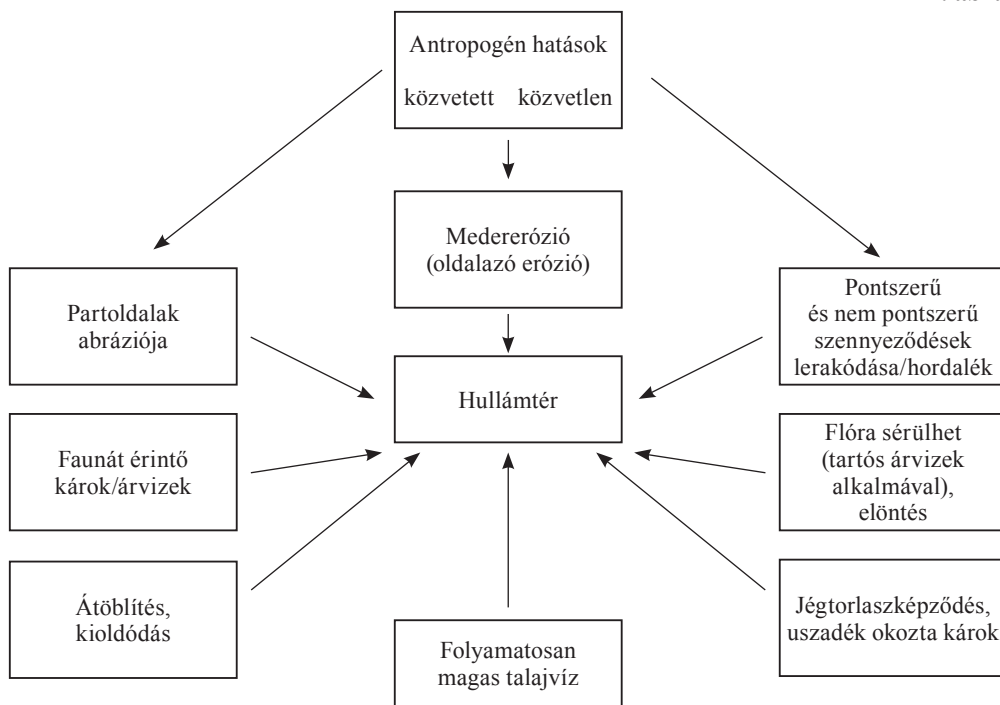 Antropogén hatások
közvetett közvetlen
Medererózió
(oldalazó erózió)
Partoldalak
abráziója
Pontszerű
és nem pontszerű
szennyeződések
lerakódása/hordalék
Hullámtér
Faunát érintő
károk/árvizek
Flóra sérülhet
(tartós árvizek
alkalmával),
elöntés
Átöblítés,
kioldódás
Folyamatosan
magas talajvíz
Jégtorlaszképződés,
uszadék okozta károk